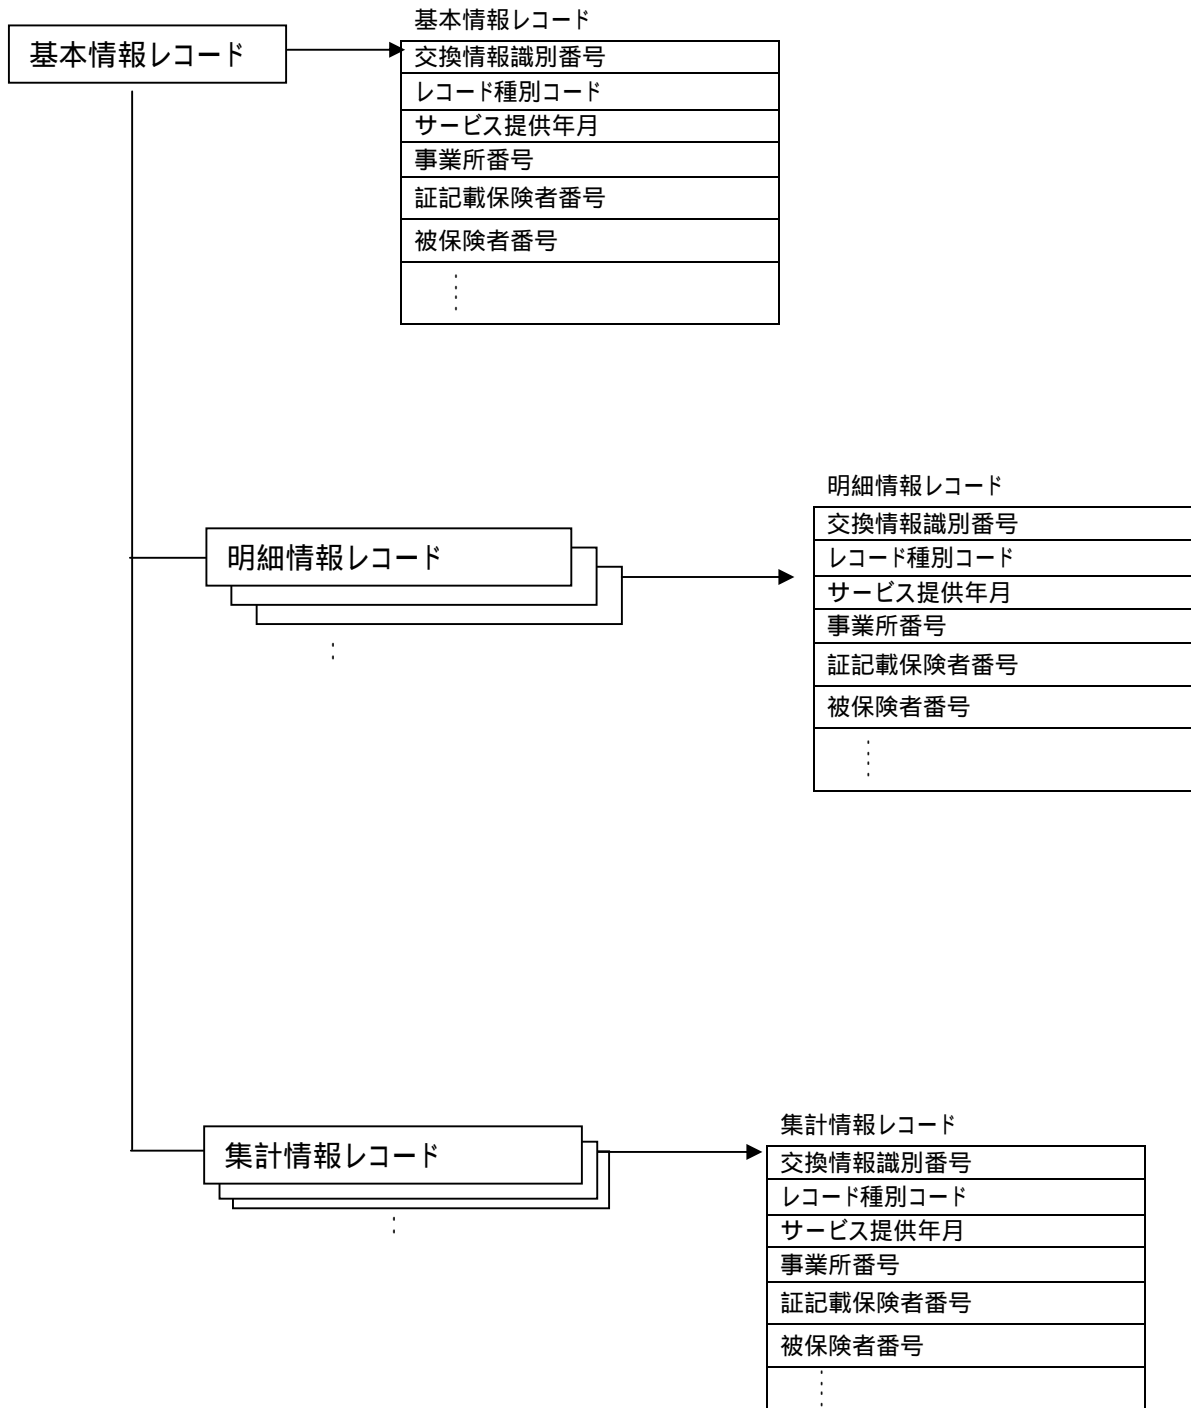 基本情報レコード
基本情報レコード
交換情報識別番号
レコード種別コード
サービス提供年月
事業所番号
証記載保険者番号
被保険者番号
明細情報レコード
明細情報レコード
交換情報識別番号
レコード種別コード
サービス提供年月
事業所番号
証記載保険者番号
被保険者番号
集計情報レコード
集計情報レコード
交換情報識別番号
レコード種別コード
サービス提供年月
事業所番号
証記載保険者番号
被保険者番号